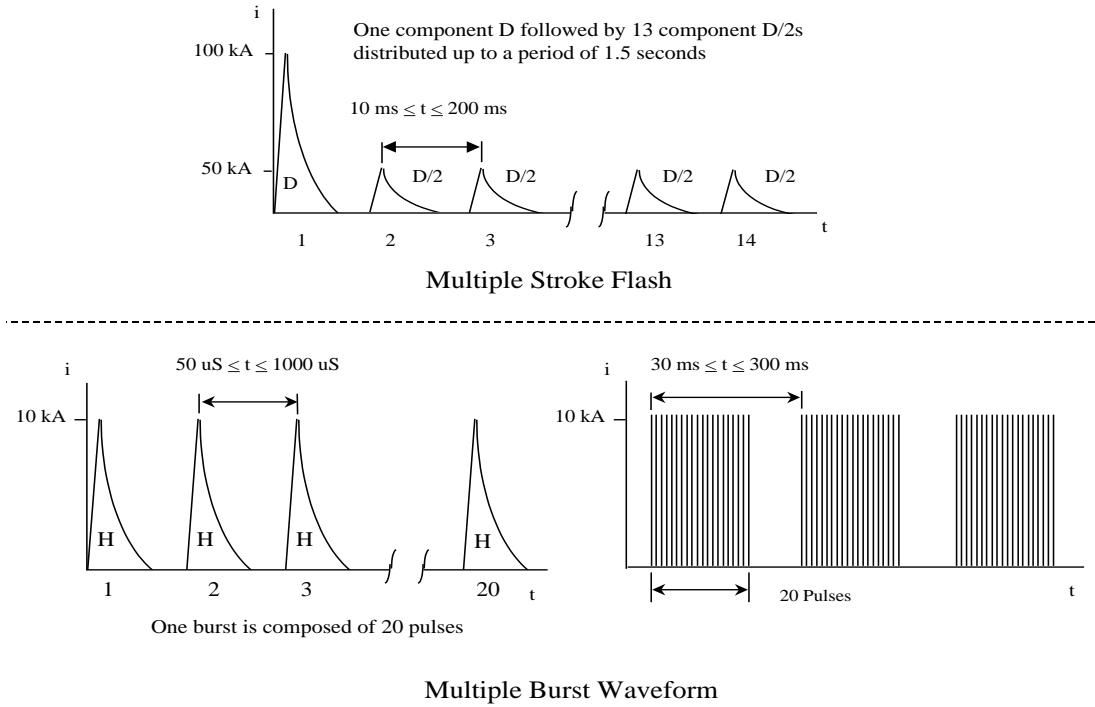 i
One component D followed by 13 component D/2s
distributed up to a period of 1.5 seconds
100 kA
10 ms ≤ t ≤ 200 ms
50 kA
D
D/2
D/2
D/2
D/2
1
2
3
13
14
t
Multiple Stroke Flash
50 uS ≤ t ≤ 1000 uS
i
10 kA
H
H
H
H
1
2
3
20
t
One burst is composed of 20 pulses
30 ms ≤ t ≤ 300 ms
i
10 kA
20 Pulses
t
Multiple Burst Waveform